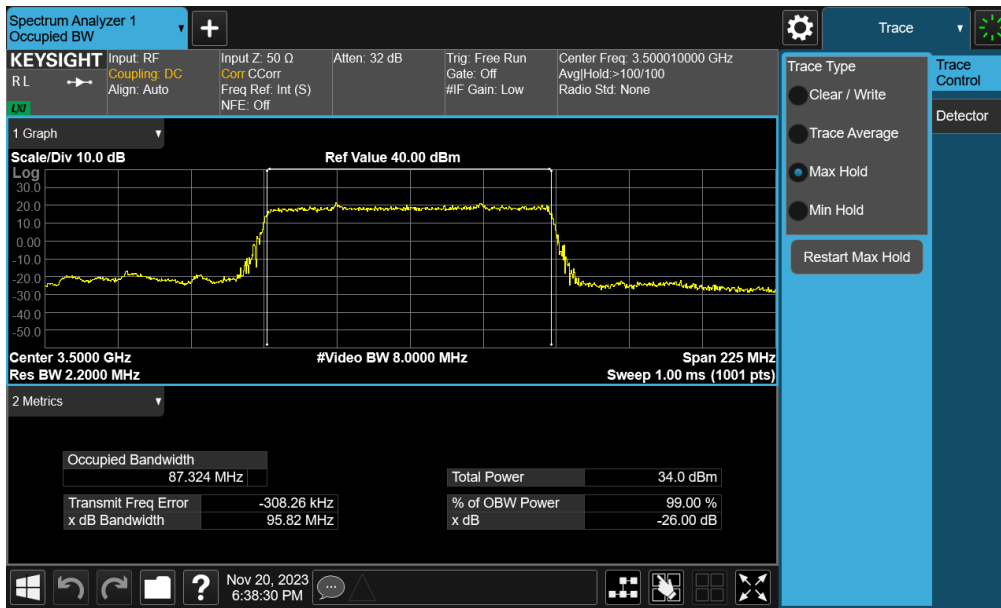 Spectrum Analyzer 1
Occupied BW
Trace
KEYSIGHT
R L
LXI
Input: RF
Coupling: DC
Align: Auto
Input Z: 50 Ω
Corr CCorr
Freq Ref: Int (S)
NFE: Off
Atten: 32 dB
Trig: Free Run
Gate: Off
#IF Gain: Low
Center Freq: 3.500010000 GHz
Avg|Hold:>100/100
Radio Std: None
Trace Type
Clear / Write
Trace Average
Max Hold
Min Hold
Restart Max Hold
Trace
Control
Detector
1 Graph
Scale/Div 10.0 dB
Ref Value 40.00 dBm
Log
30.0
20.0
10.0
0.00
-10.0
-20.0
-30.0
-40.0
-50.0
Center 3.5000 GHz
#Video BW 8.0000 MHz
Span 225 MHz
Res BW 2.2000 MHz
Sweep 1.00 ms (1001 pts)
2 Metrics
Occupied Bandwidth
87.324 MHz
Total Power 34.0 dBm
Transmit Freq Error -308.26 kHz
% of OBW Power 99.00 %
x dB Bandwidth 95.82 MHz
x dB -26.00 dB
?
Nov 20, 2023
6:38:30 PM